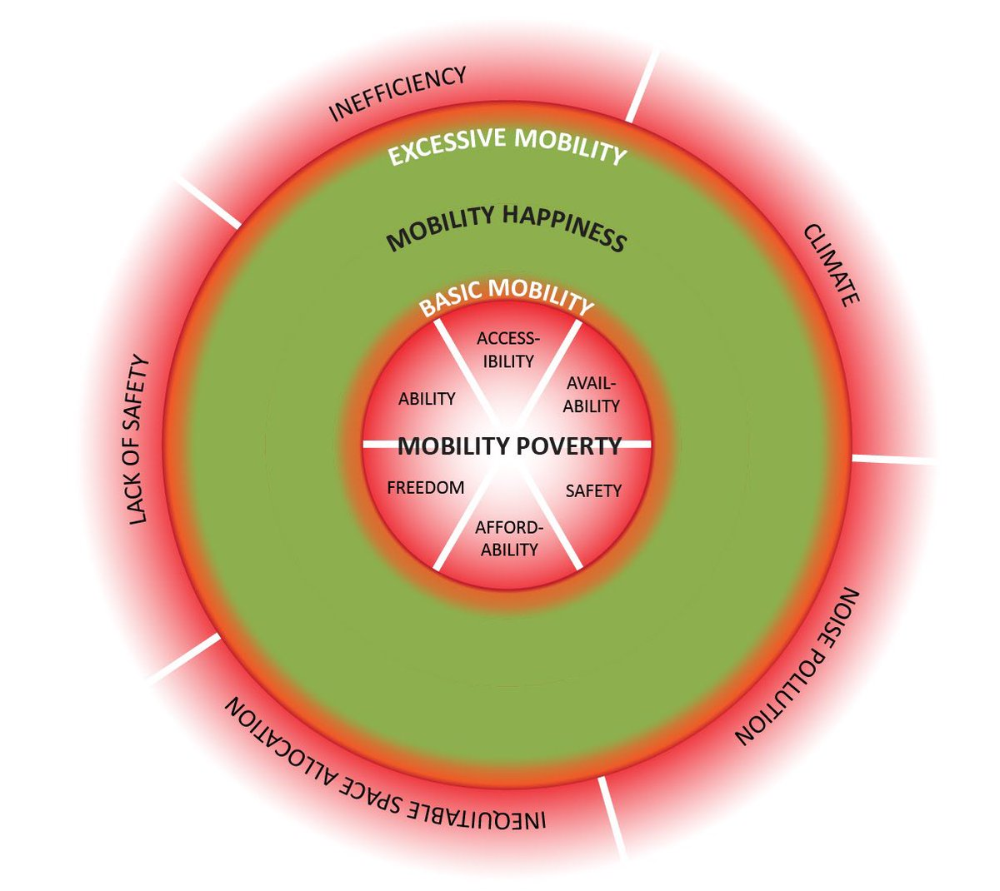 INEFFICIENCY
CLIMATE
NOISE POLLUTION
INEQUITABLE SPACE ALLOCATION
LACK OF SAFETY
EXCESSIVE MOBILITY
MOBILITY HAPPINESS
BASIC MOBILITY
ACCESS-
IBILITY
AVAIL-
ABILITY
ABILITY
MOBILITY POVERTY
FREEDOM
SAFETY
AFFORD-
ABILITY